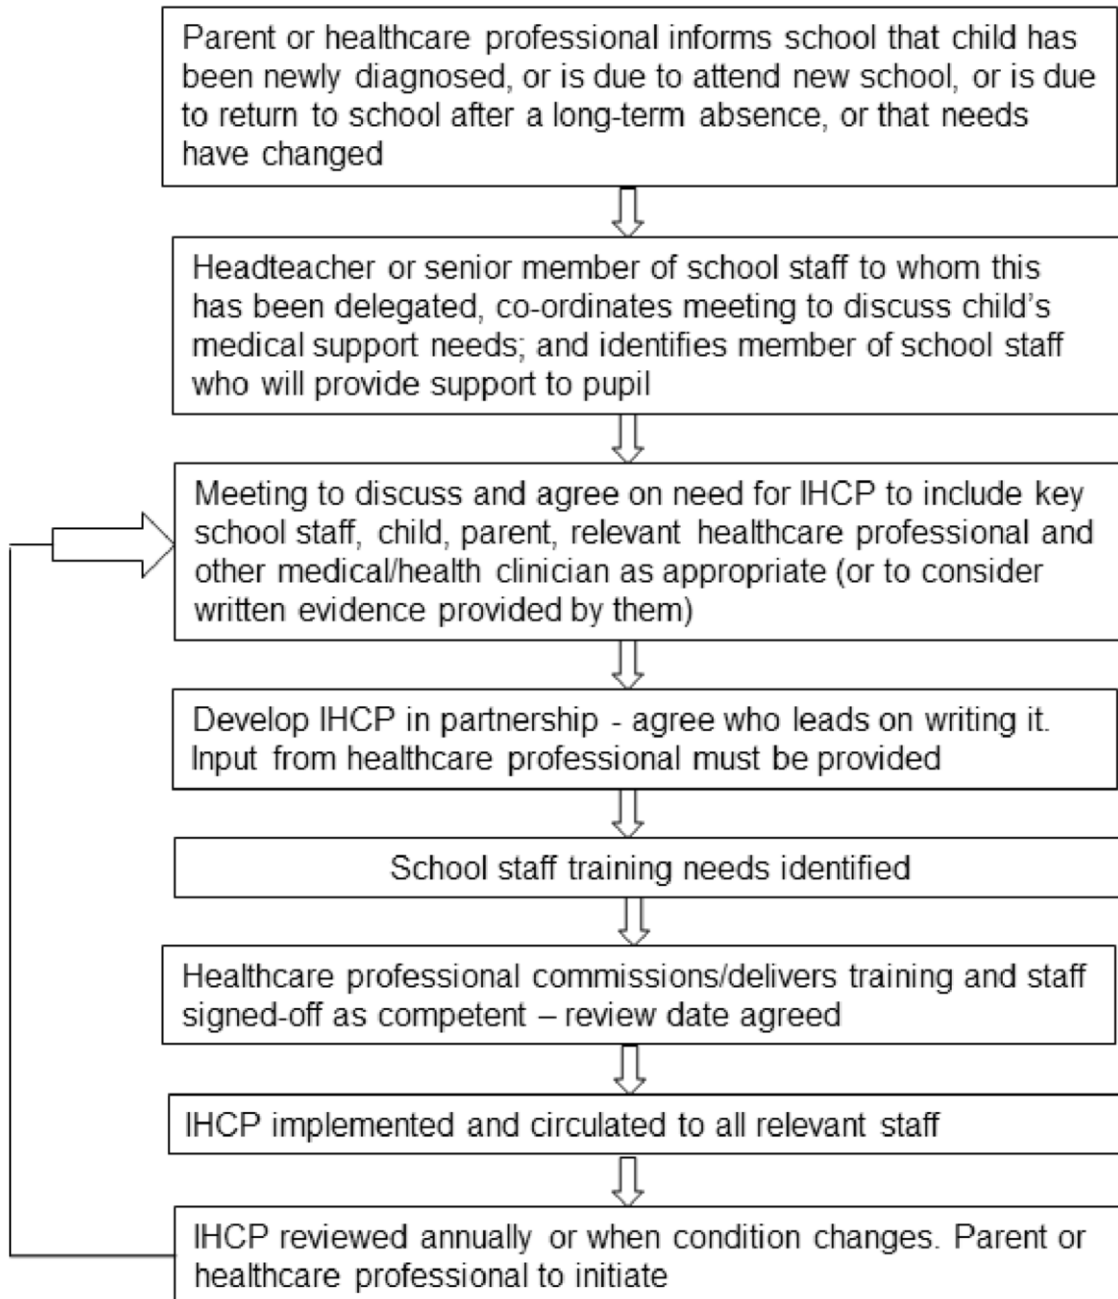 Parent or healthcare professional informs school that child has
been newly diagnosed, or is due to attend new school, or is due
to return to school after a long-term absence, or that needs
have changed
Headteacher or senior member of school staff to whom this
has been delegated, co-ordinates meeting to discuss child's
medical support needs; and identifies member of school staff
who will provide support to pupil
Meeting to discuss and agree on need for IHCP to include key
school staff, child, parent, relevant healthcare professional and
other medical/health clinician as appropriate (or to consider
written evidence provided by them)
Develop IHCP in partnership - agree who leads on writing it.
Input from healthcare professional must be provided
School staff training needs identified
Healthcare professional commissions/delivers training and staff
signed-off as competent – review date agreed
IHCP implemented and circulated to all relevant staff
IHCP reviewed annually or when condition changes. Parent or
healthcare professional to initiate